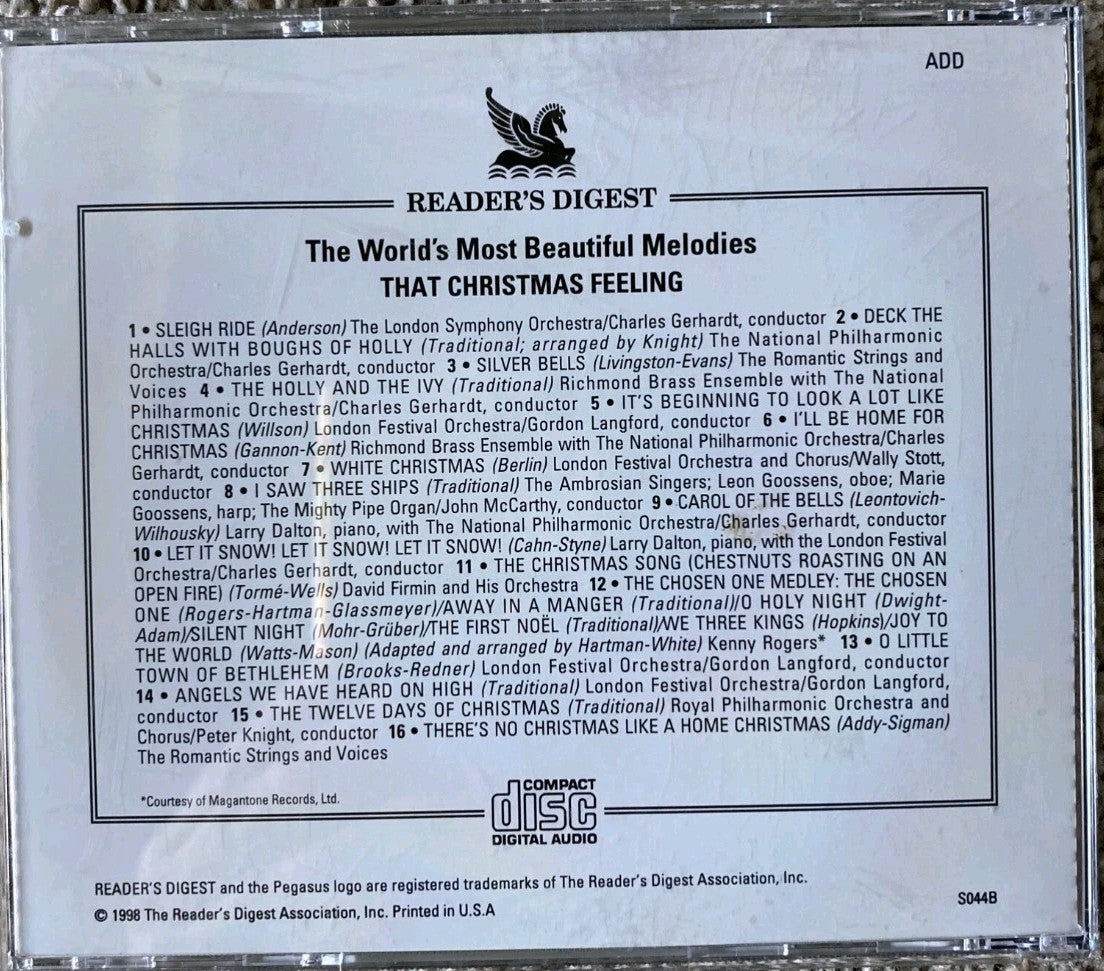 ADD
READER'S DIGEST
The World's Most Beautiful Melodies
THAT CHRISTMAS FEELING
1 • SLEIGH RIDE (Anderson) The London Symphony Orchestra/Charles Gerhardt, conductor 2 • DECK THE
HALLS WITH BOUGHS OF HOLLY (Traditional; arranged by Knight) The National Philharmonic
Orchestra/Charles Gerhardt, conductor 3 • SILVER BELLS (Livingston-Evans) The Romantic Strings and
Voices 4 • THE HOLLY AND THE IVY (Traditional) Richmond Brass Ensemble with The National
Philharmonic Orchestra/Charles Gerhardt, conductor 5 • IT'S BEGINNING TO LOOK A LOT LIKE
CHRISTMAS (Willson) London Festival Orchestra/Gordon Langford, conductor 6 • I'LL BE HOME FOR
CHRISTMAS (Gannon-Kent) Richmond Brass Ensemble with The National Philharmonic Orchestra/Charles
Gerhardt, conductor 7 • WHITE CHRISTMAS (Berlin) London Festival Orchestra and Chorus/Wally Stott,
conductor 8 • I SAW THREE SHIPS (Traditional) The Ambrosian Singers; Leon Goossens, oboe; Marie
Goossens, harp; The Mighty Pipe Organ/John McCarthy, conductor 9 • CAROL OF THE BELLS (Leontovich-
Wilhousky) Larry Dalton, piano, with The National Philharmonic Orchestra/Charles Gerhardt, conductor
10 • LET IT SNOW! LET IT SNOW! LET IT SNOW! (Cahn-Styne) Larry Dalton, piano, with the London Festival
Orchestra/Charles Gerhardt, conductor 11 • THE CHRISTMAS SONG (CHESTNUTS ROASTING ON AN
OPEN FIRE) (Tormé-Wells) David Firmin and His Orchestra 12 • THE CHOSEN ONE MEDLEY: THE CHOSEN
ONE (Rogers-Hartman-Glassmeyer)/AWAY IN A MANGER (Traditional)/O HOLY NIGHT (Dwight-
Adam)/SILENT NIGHT (Mohr-Grüber)/THE FIRST NOËL (Traditional)/WE THREE KINGS (Hopkins)/JOY TO
THE WORLD (Watts-Mason) (Adapted and arranged by Hartman-White) Kenny Rogers* 13 • O LITTLE
TOWN OF BETHLEHEM (Brooks-Redner) London Festival Orchestra/Gordon Langford, conductor
14 • ANGELS WE HAVE HEARD ON HIGH (Traditional) London Festival Orchestra/Gordon Langford,
conductor 15 • THE TWELVE DAYS OF CHRISTMAS (Traditional) Royal Philharmonic Orchestra and
Chorus/Peter Knight, conductor 16 • THERE'S NO CHRISTMAS LIKE A HOME CHRISTMAS (Addy-Sigman)
The Romantic Strings and Voices
*Courtesy of Magantone Records, Ltd.
COMPACT
disc
DIGITAL AUDIO
READER'S DIGEST and the Pegasus logo are registered trademarks of The Reader's Digest Association, Inc.
© 1998 The Reader's Digest Association, Inc. Printed in U.S.A
S044B